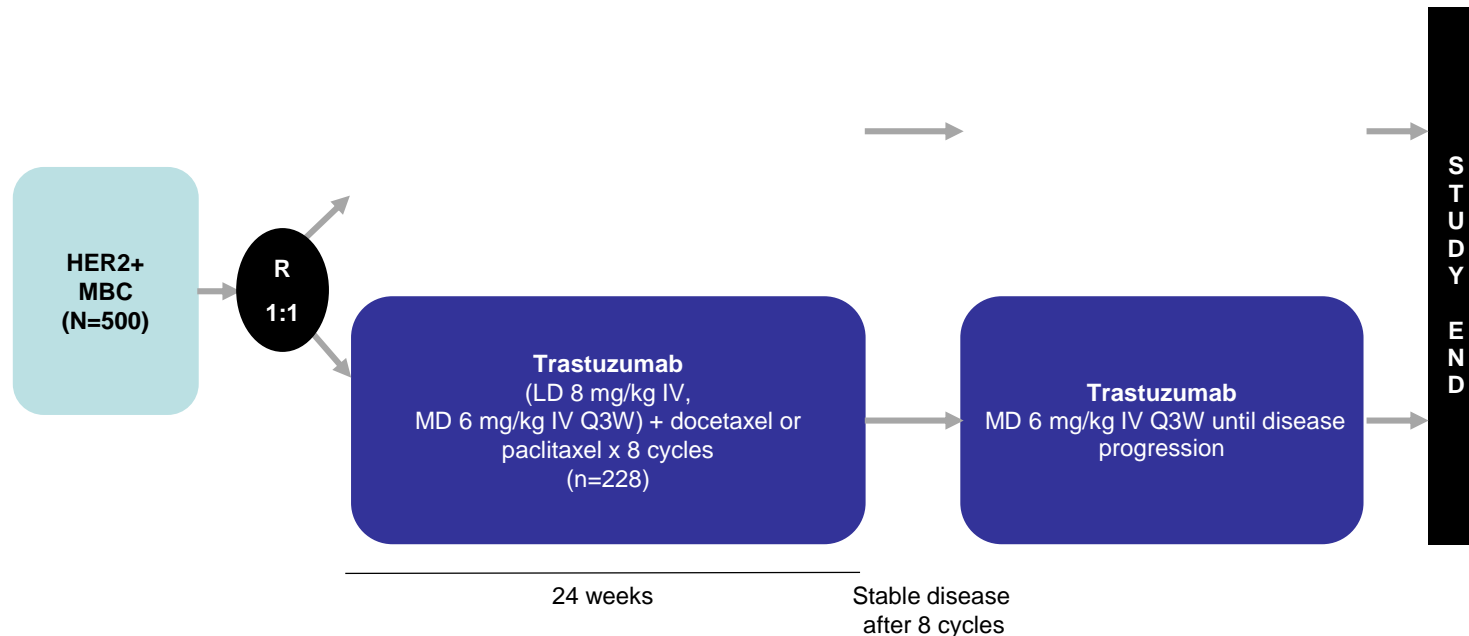 HER2+
MBC
(N=500)
R
1:1
Trastuzumab
(LD 8 mg/kg IV,
MD 6 mg/kg IV Q3W) + docetaxel or
paclitaxel x 8 cycles
(n=228)
Trastuzumab
MD 6 mg/kg IV Q3W until disease
progression
STUDY END
24 weeks
Stable disease
after 8 cycles